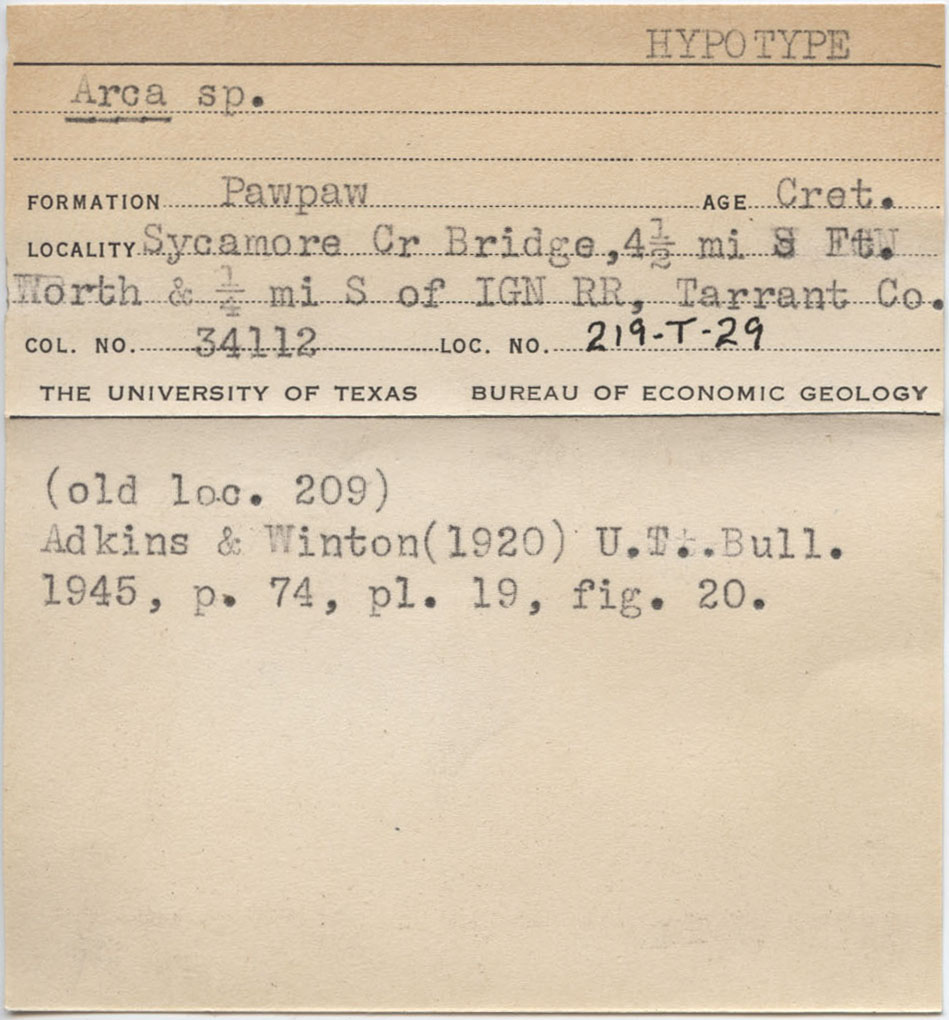 HYPOTYPE
Arca sp.
FORMATION Pawpaw AGE Cret.
LOCALITY Sycamore Cr Bridge, 4½ mi S Ft.
Worth & ¼ mi S of IGN RR, Tarrant Co.
COL. NO. 34112 LOC. NO. 219-T-29
THE UNIVERSITY OF TEXAS BUREAU OF ECONOMIC GEOLOGY
(old loc. 209)
Adkins & Winton(1920) U.T. Bull.
1945, p. 74, pl. 19, fig. 20.